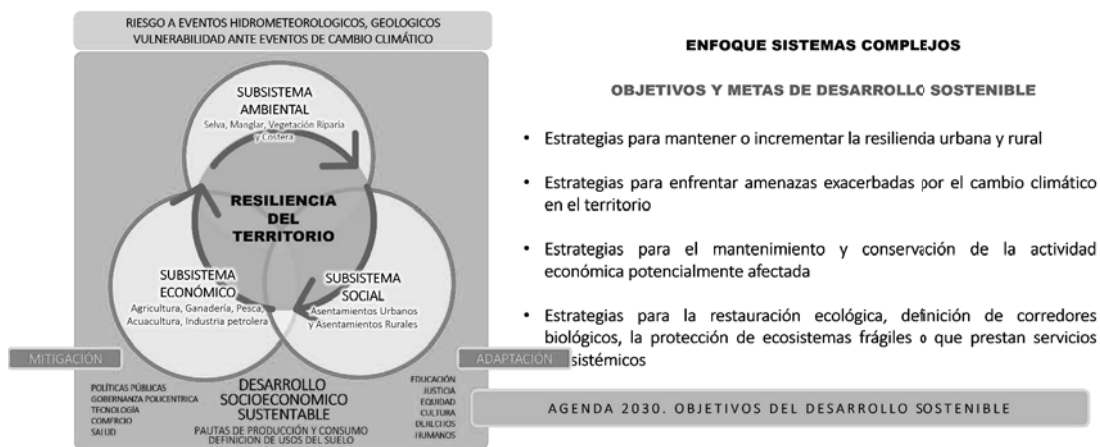 RIESGO A EVENTOS HIDROMETEOROLOGICOS, GEOLOGICOS
VULNERABILIDAD ANTE EVENTOS DE CAMBIO CLIMÁTICO
SUBSISTEMA
AMBIENTAL
Selva, Manglar, Vegetación Riparia
y Costera
RESILIENCIA
DEL
TERRITORIO
SUBSISTEMA
ECONÓMICO
Agricultura, Ganadería, Pesca,
Acuacultura, Industria petrolera
SUBSISTEMA
SOCIAL
Asentamientos Urbanos
y Asentamientos Rurales
MITIGACIÓN
ADAPTACIÓN
POLÍTICAS PÚBLICAS
GOBERNANZA POLICENTRICA
TECNOLOGÍA
COMERCIO
SALUD
DESARROLLO
SOCIOECONOMICO
SUSTENTABLE
PAUTAS DE PRODUCCIÓN Y CONSUMO
DEFINICION DE USOS DEL SUELO
EDUCACIÓN
JUSTICIA
EQUIDAD
CULTURA
DERECHOS
HUMANOS
ENFOQUE SISTEMAS COMPLEJOS
OBJETIVOS Y METAS DE DESARROLLO SOSTENIBLE
• Estrategias para mantener o incrementar la resiliencia urbana y rural
• Estrategias para enfrentar amenazas exacerbadas por el cambio climático
en el territorio
• Estrategias para el mantenimiento y conservación de la actividad
económica potencialmente afectada
• Estrategias para la restauración ecológica, definición de corredores
biológicos, la protección de ecosistemas frágiles o que prestan servicios
sistémicos
AGENDA 2030. OBJETIVOS DEL DESARROLLO SOSTENIBLE